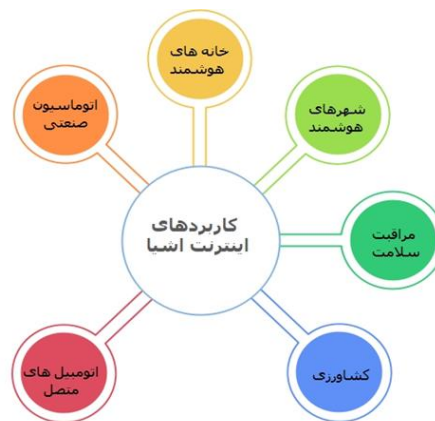 کاربردهای
اینترنت اشیا
خانه های
هوشمند
شهرهای
هوشمند
مراقبت
سلامت
کشاورزی
اتومبیل های
متصل
اتوماسیون
صنعتی